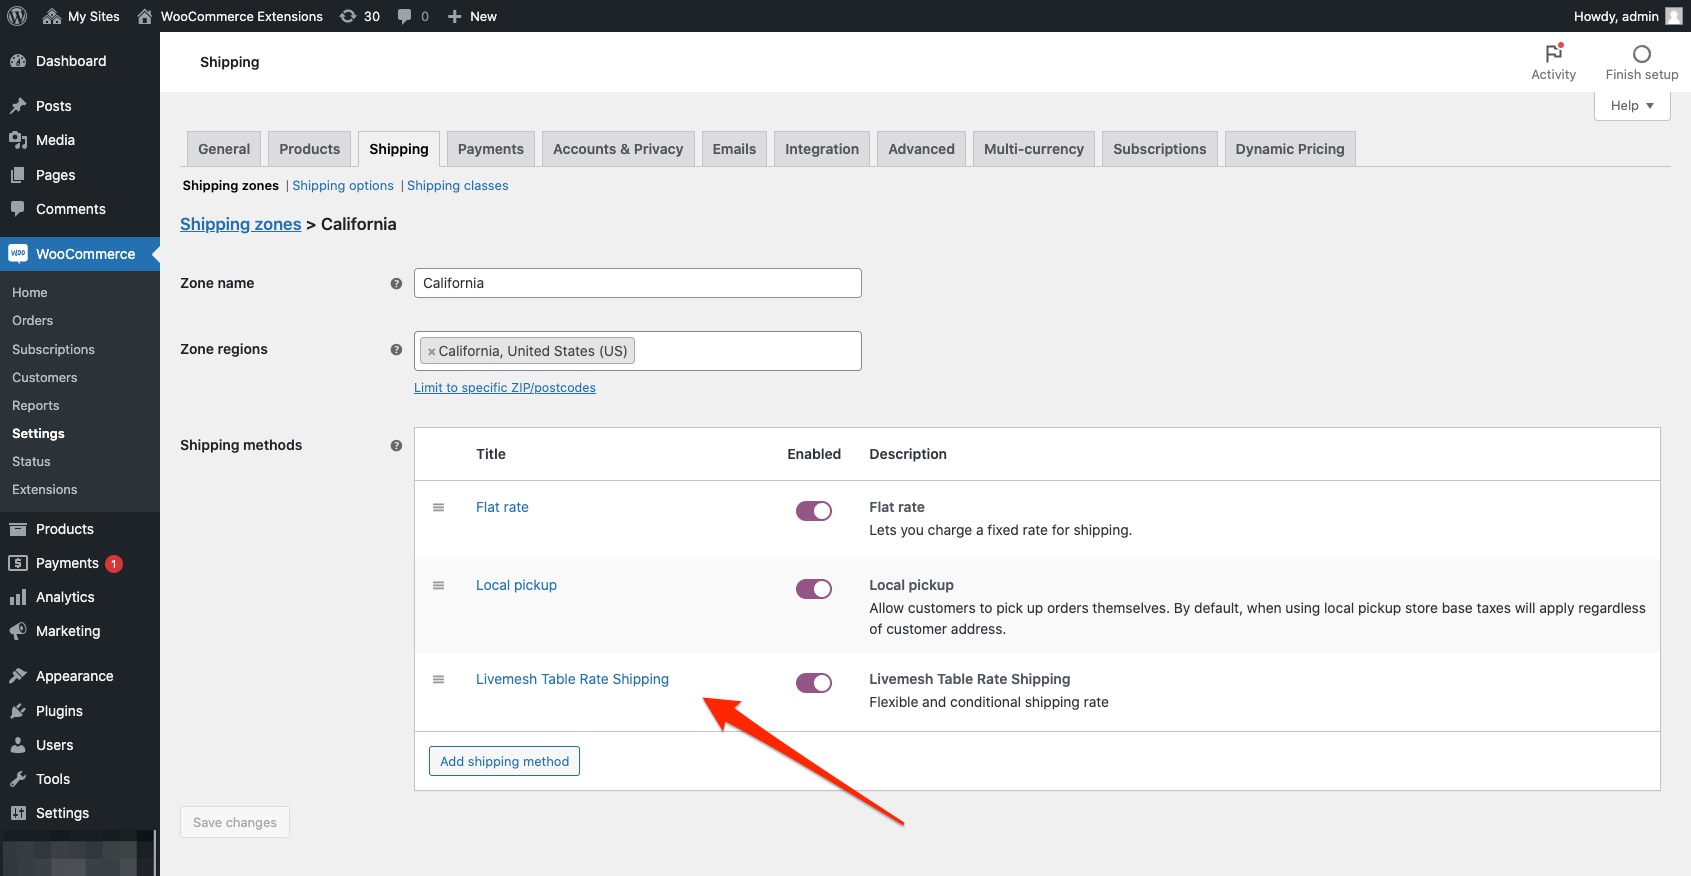 My Sites WooCommerce Extensions 30 0 New Howdy, admin
Dashboard
Posts
Media
Pages
Comments
WOO WooCommerce
Home
Orders
Subscriptions
Customers
Reports
Settings
Status
Extensions
Products
Payments 1
Analytics
Marketing
Appearance
Plugins
Users
Tools
Settings
Shipping
Activity Finish setup
Help
General Products Shipping Payments Accounts & Privacy Emails Integration Advanced Multi-currency Subscriptions Dynamic Pricing
Shipping zones | Shipping options | Shipping classes
Shipping zones > California
Zone name ? California
Zone regions ? × California, United States (US)
Limit to specific ZIP/postcodes
Shipping methods ?
Title Enabled Description
Flat rate Flat rate
Lets you charge a fixed rate for shipping.
Local pickup Local pickup
Allow customers to pick up orders themselves. By default, when using local pickup store base taxes will apply regardless
of customer address.
Livemesh Table Rate Shipping Livemesh Table Rate Shipping
Flexible and conditional shipping rate
Add shipping method
Save changes